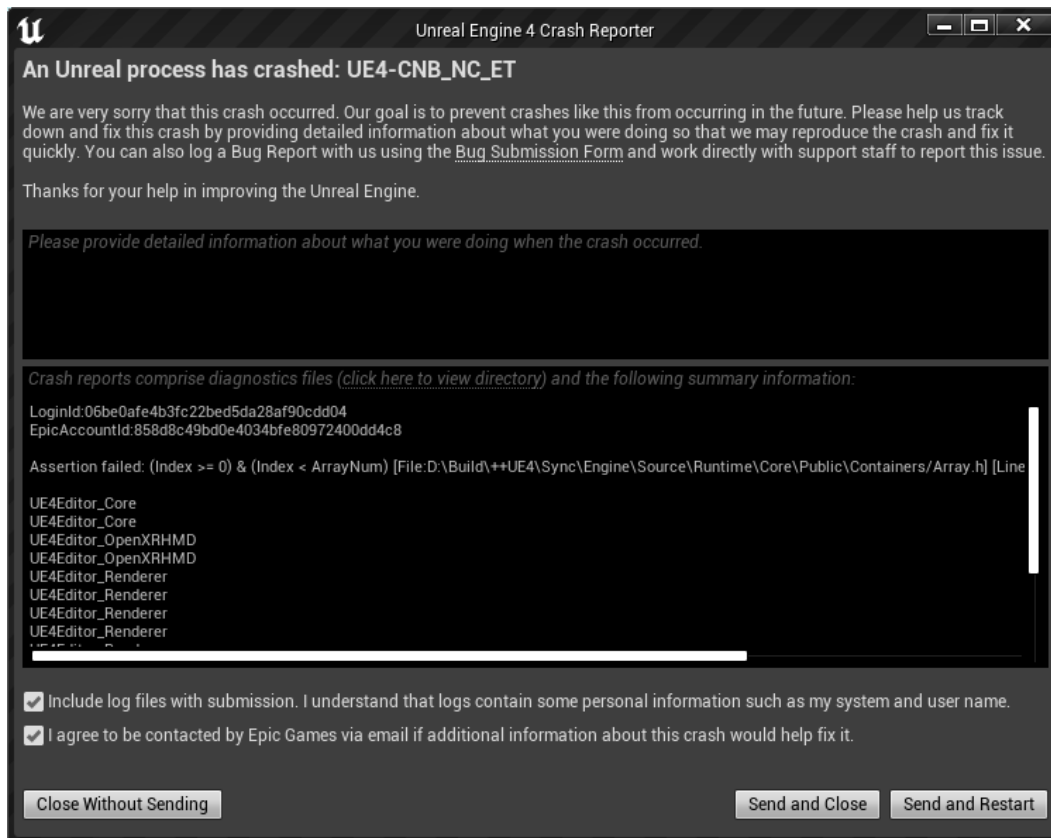 Unreal Engine 4 Crash Reporter
An Unreal process has crashed: UE4-CNB_NC_ET
We are very sorry that this crash occurred. Our goal is to prevent crashes like this from occurring in the future. Please help us track
down and fix this crash by providing detailed information about what you were doing so that we may reproduce the crash and fix it
quickly. You can also log a Bug Report with us using the Bug Submission Form and work directly with support staff to report this issue.
Thanks for your help in improving the Unreal Engine.
Please provide detailed information about what you were doing when the crash occurred.
Crash reports comprise diagnostics files (click here to view directory) and the following summary information:
LoginId:06be0afe4b3fc22bed5da28af90cdd04
EpicAccountId:858d8c49bd0e4034bfe80972400dd4c8
Assertion failed: (Index >= 0) & (Index < ArrayNum) [File:D:\Build\++UE4\Sync\Engine\Source\Runtime\Core\Public\Containers/Array.h] [Line
UE4Editor_Core
UE4Editor_Core
UE4Editor_OpenXRHMD
UE4Editor_OpenXRHMD
UE4Editor_Renderer
UE4Editor_Renderer
UE4Editor_Renderer
UE4Editor_Renderer
Include log files with submission. I understand that logs contain some personal information such as my system and user name.
I agree to be contacted by Epic Games via email if additional information about this crash would help fix it.
Close Without Sending
Send and Close
Send and Restart